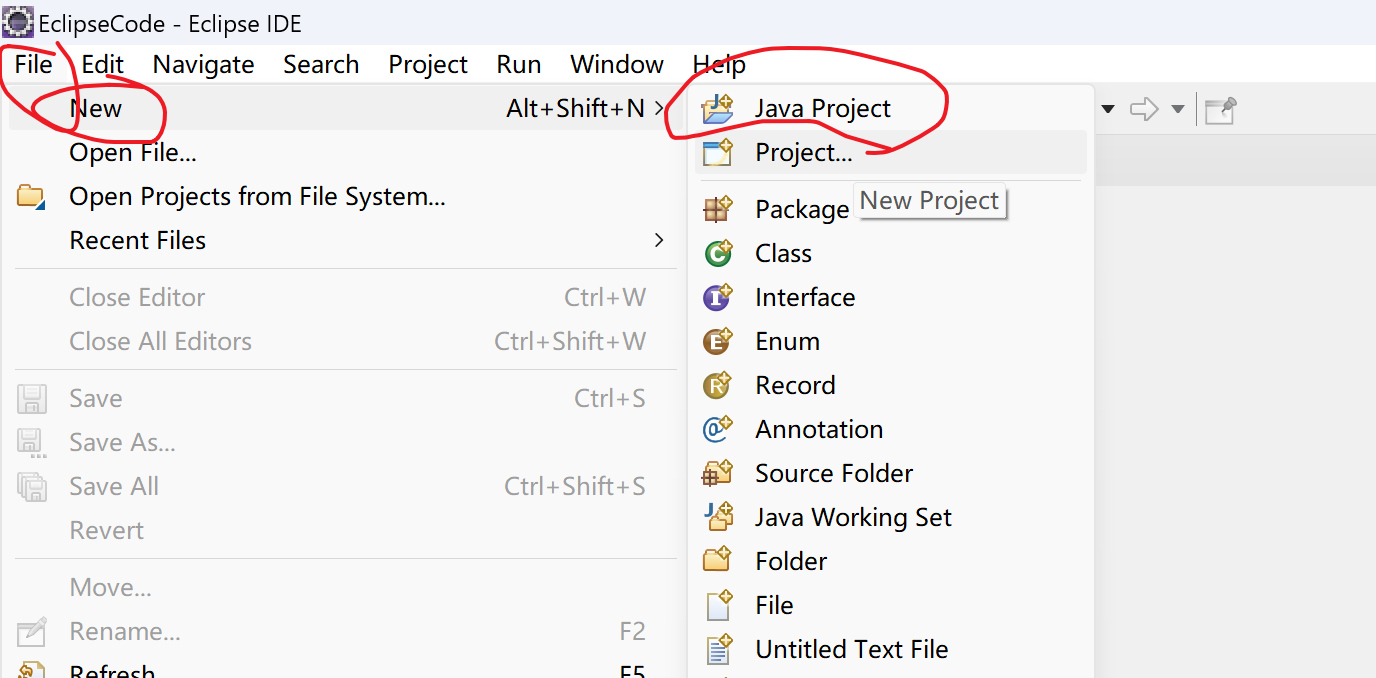 EclipseCode - Eclipse IDE
File Edit Navigate Search Project Run Window Help
New Alt+Shift+N
Open File...
Open Projects from File System...
Recent Files
Close Editor Ctrl+W
Close All Editors Ctrl+Shift+W
Save Ctrl+S
Save As...
Save All Ctrl+Shift+S
Revert
Move...
Rename... F2
Refresh F5
Java Project
Project...
New Project
Package
Class
Interface
Enum
Record
Annotation
Source Folder
Java Working Set
Folder
File
Untitled Text File